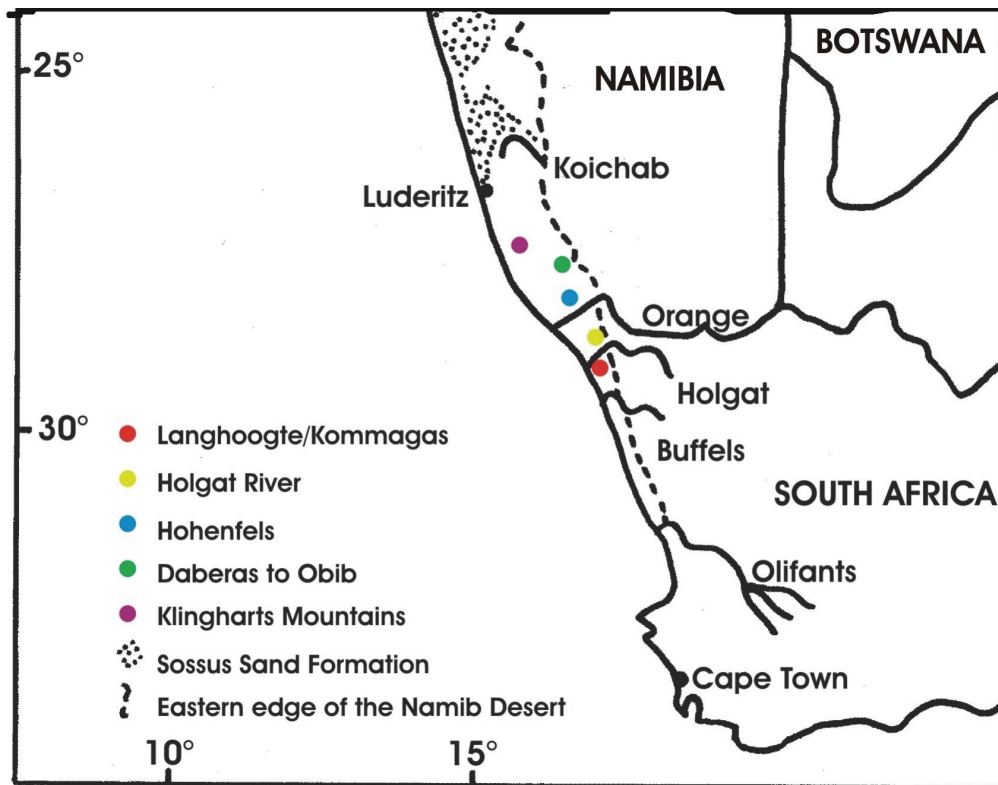 BOTSWANA
25°
NAMIBIA
Koichab
Luderitz
Orange
Holgat
30°
Langhoogte/Kommagas
Buffels
Holgat River
SOUTH AFRICA
Hohenfels
Daberas to Obib
Olifants
Klingharts Mountains
Sossus Sand Formation
Cape Town
Eastern edge of the Namib Desert
10°
15°